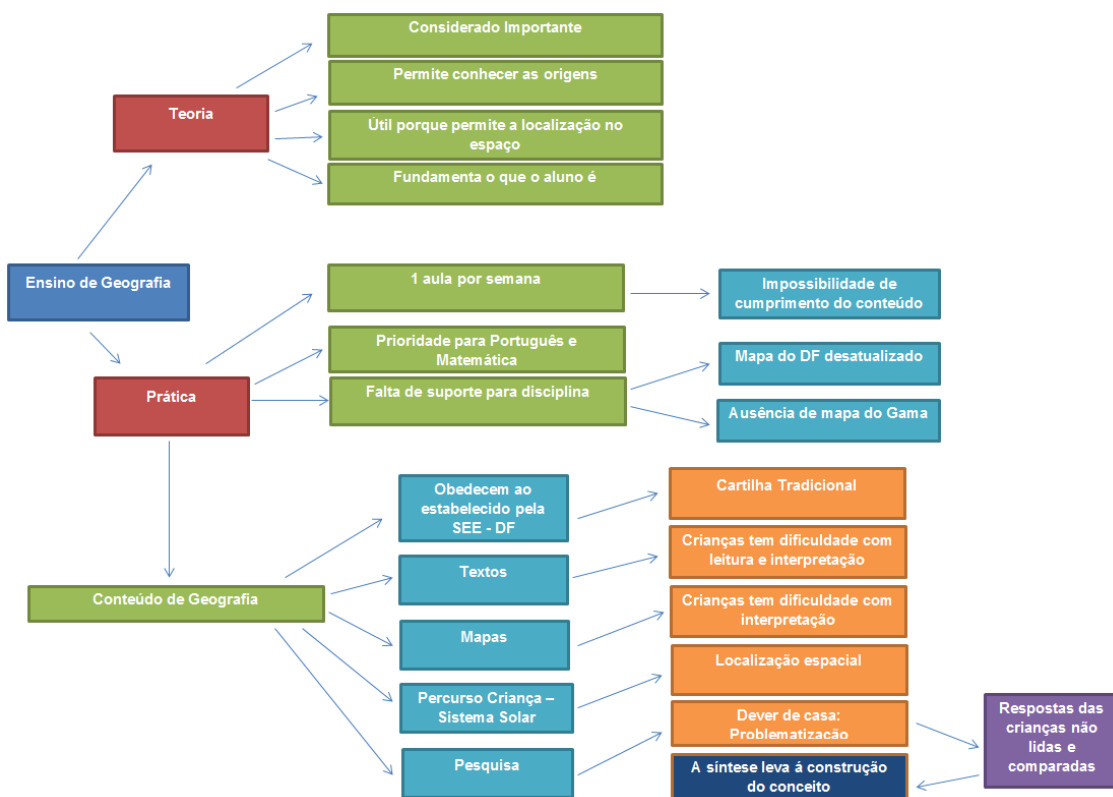 Considerado Importante
Permite conhecer as origens
Teoria
Útil porque permite a localização no
espaço
Fundamenta o que o aluno é
Ensino de Geografia
1 aula por semana
Impossibilidade de
cumprimento do conteúdo
Prioridade para Português e
Matemática
Mapa do DF desatualizado
Prática
Falta de suporte para disciplina
Ausência de mapa do Gama
Obedecem ao
estabelecido pela
SEE - DF
Cartilha Tradicional
Textos
Crianças tem dificuldade com
leitura e interpretação
Conteúdo de Geografia
Mapas
Crianças tem dificuldade com
interpretação
Percurso Criança –
Sistema Solar
Localização espacial
Pesquisa
Dever de casa:
Problematização
Respostas das
crianças não
lidas e
comparadas
A síntese leva á construção
do conceito